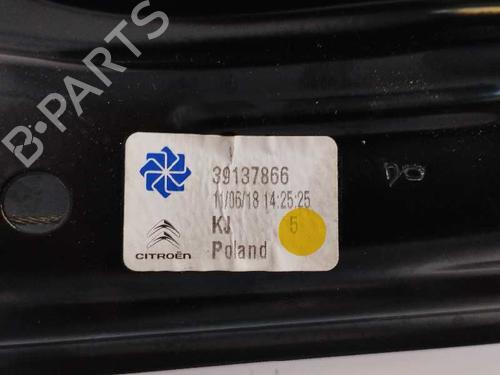 B-PARTS
39137866
11/06/18 14:25:25
KJ 5
CITROËN
Poland